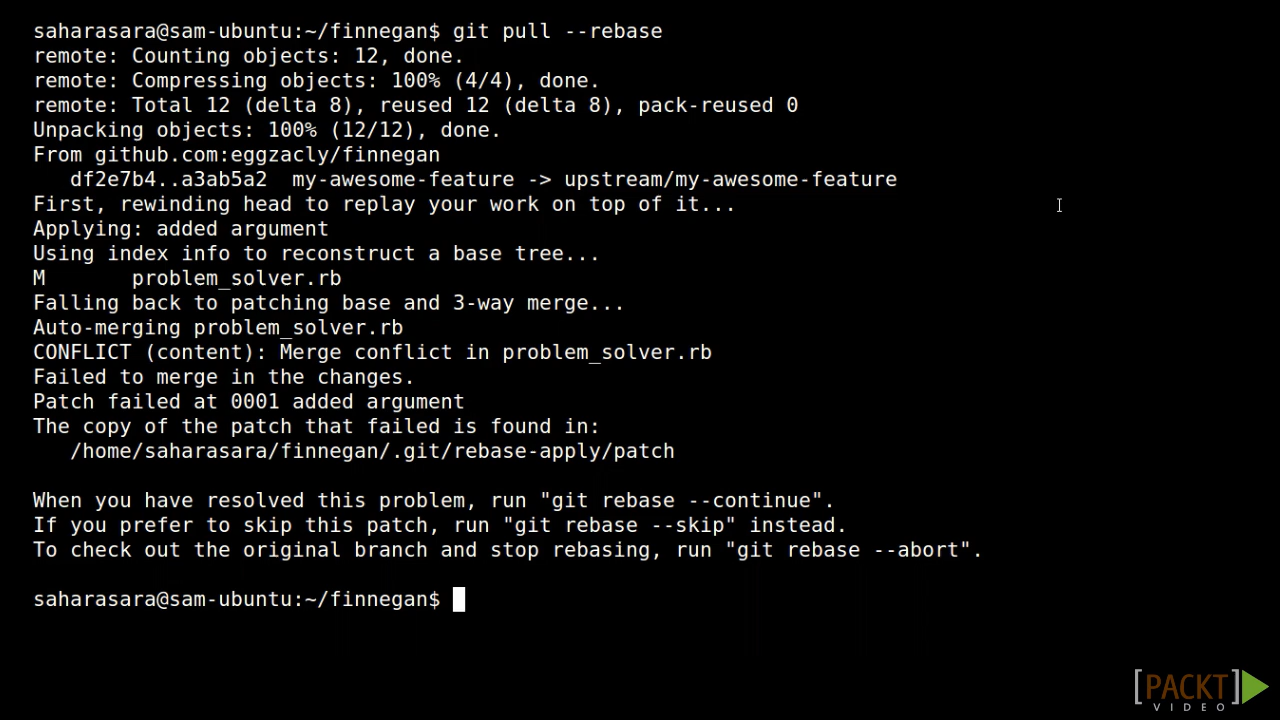 saharasara@sam-ubuntu:~/finnegan$ git pull --rebase
remote: Counting objects: 12, done.
remote: Compressing objects: 100% (4/4), done.
remote: Total 12 (delta 8), reused 12 (delta 8), pack-reused 0
Unpacking objects: 100% (12/12), done.
From github.com:eggzacly/finnegan
   df2e7b4..a3ab5a2  my-awesome-feature -> upstream/my-awesome-feature
First, rewinding head to replay your work on top of it...
Applying: added argument
Using index info to reconstruct a base tree...
M       problem_solver.rb
Falling back to patching base and 3-way merge...
Auto-merging problem_solver.rb
CONFLICT (content): Merge conflict in problem_solver.rb
Failed to merge in the changes.
Patch failed at 0001 added argument
The copy of the patch that failed is found in:
   /home/saharasara/finnegan/.git/rebase-apply/patch
When you have resolved this problem, run "git rebase --continue".
If you prefer to skip this patch, run "git rebase --skip" instead.
To check out the original branch and stop rebasing, run "git rebase --abort".
saharasara@sam-ubuntu:~/finnegan$
[PACKT]
VIDEO